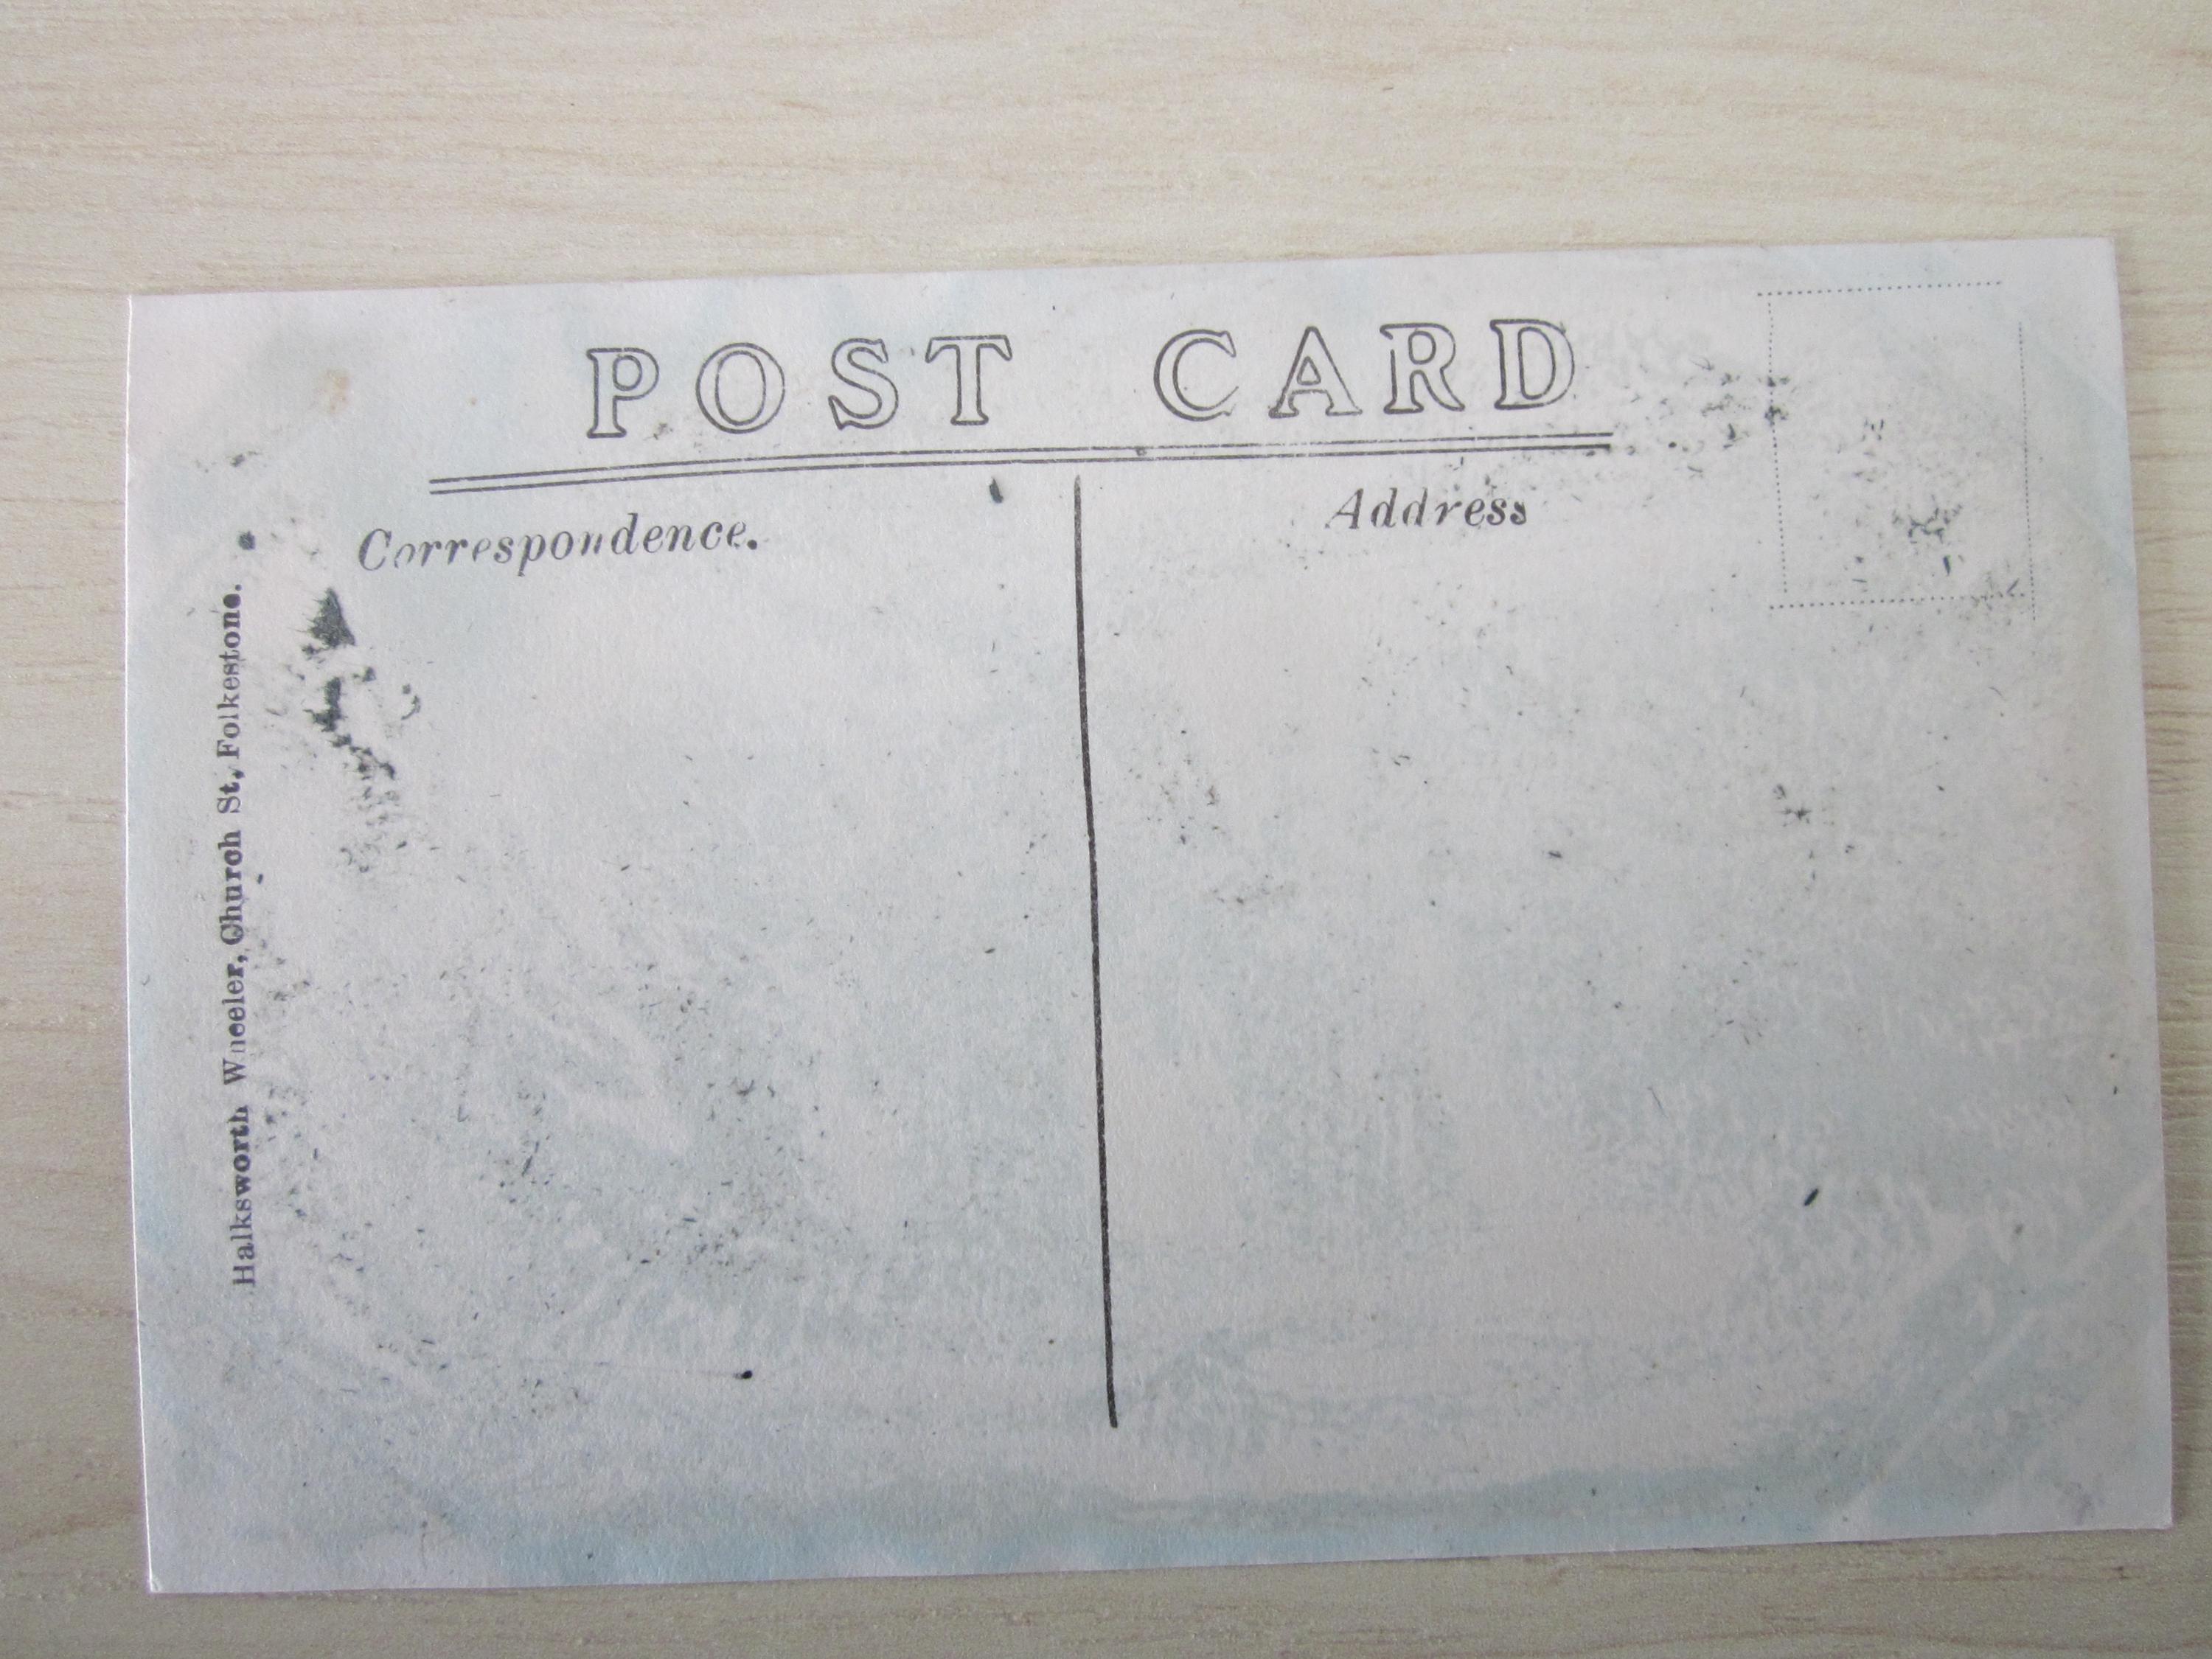 POST CARD
Correspondence.
Address
Halksworth Wheeler, Church St, Folkestone.